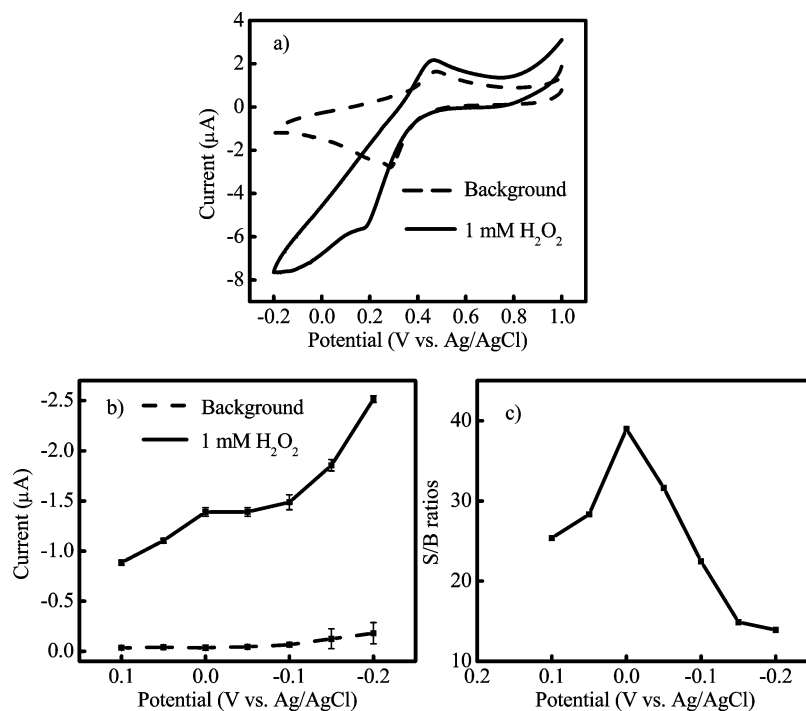 a)
4
2
0
-2
-4
-6
-8
Current (μA)
Background
1 mM H₂O₂
-0.2 0.0 0.2 0.4 0.6 0.8 1.0
Potential (V vs. Ag/AgCl)
b)
-2.5
-2.0
-1.5
-1.0
-0.5
0.0
Current (μA)
Background
1 mM H₂O₂
0.1 0.0 -0.1 -0.2
Potential (V vs. Ag/AgCl)
c)
40
30
20
10
S/B ratios
0.2 0.1 0.0 -0.1 -0.2
Potential (V vs. Ag/AgCl)